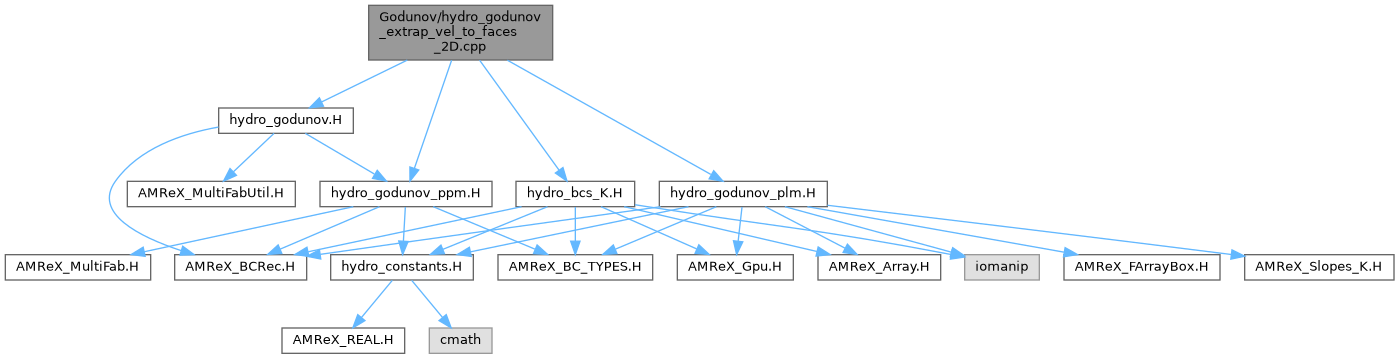 Godunov/hydro_godunov
_extrap_vel_to_faces
_2D.cpp
hydro_godunov.H
AMReX_MultiFabUtil.H
hydro_godunov_ppm.H
hydro_bcs_K.H
hydro_godunov_plm.H
AMReX_MultiFab.H
AMReX_BCRec.H
hydro_constants.H
AMReX_BC_TYPES.H
AMReX_Gpu.H
AMReX_Array.H
iomanip
AMReX_FArrayBox.H
AMReX_Slopes_K.H
AMReX_REAL.H
cmath